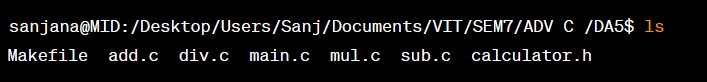 sanjana@MID:/Desktop/Users/Sanj/Documents/VIT/SEM7/ADV C /DA5$ ls
Makefile  add.c  div.c  main.c  mul.c  sub.c  calculator.h